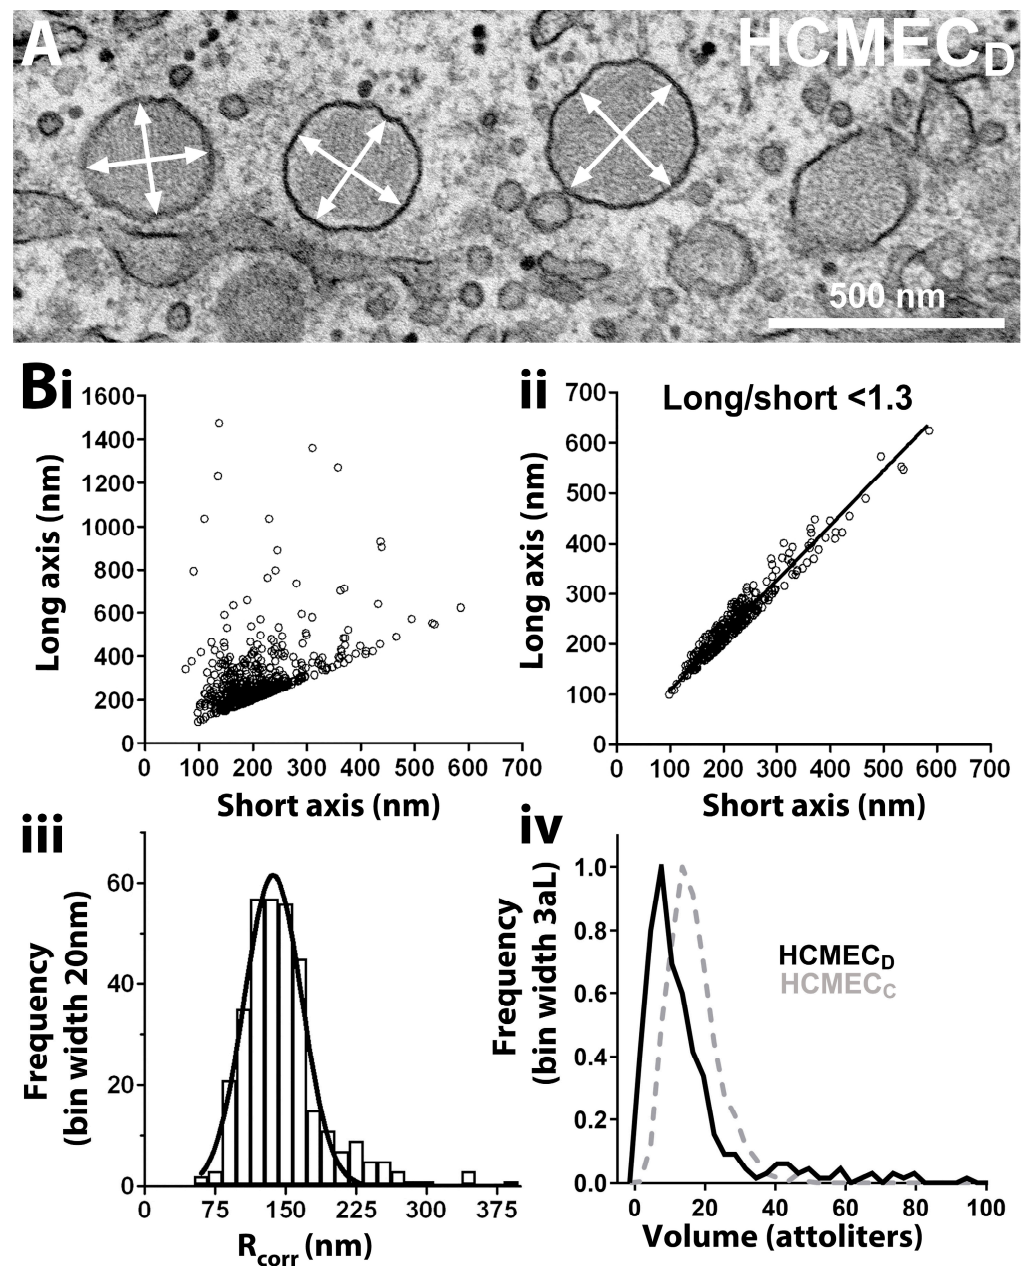 A
HCMEC_D
500 nm
Bi
1600
1400
1200
1000
800
600
400
200
0
0 100 200 300 400 500 600 700
Long axis (nm)
Short axis (nm)
ii
Long/short <1.3
700
600
500
400
300
200
100
0
0 100 200 300 400 500 600 700
Long axis (nm)
Short axis (nm)
iii
60
40
20
0
0 75 150 225 300 375
Frequency
(bin width 20nm)
R_corr (nm)
iv
1.0
0.8
0.6
0.4
0.2
0.0
0 20 40 60 80 100
Frequency
(bin width 3aL)
HCMEC_D
HCMEC_C
Volume (attoliters)